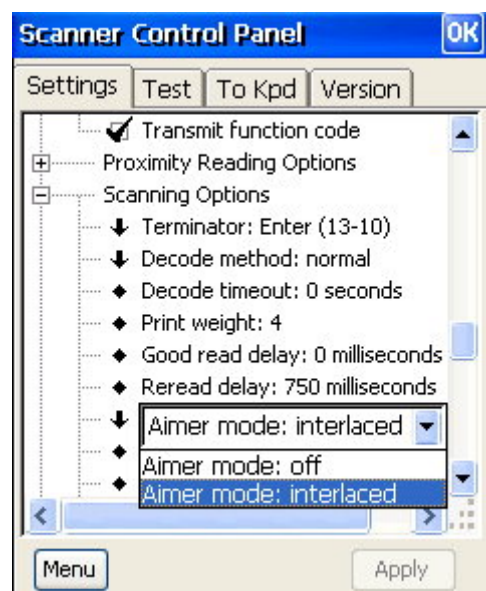 Scanner Control Panel OK
Settings Test To Kpd Version
Transmit function code
Proximity Reading Options
Scanning Options
Terminator: Enter (13-10)
Decode method: normal
Decode timeout: 0 seconds
Print weight: 4
Good read delay: 0 milliseconds
Reread delay: 750 milliseconds
Aimer mode: interlaced
Aimer mode: off
Aimer mode: interlaced
Menu Apply